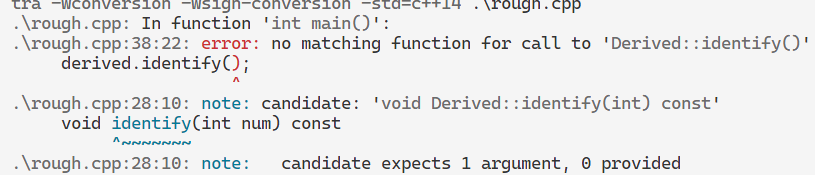 tra -Wconversion -Wsign-conversion -std=c++14 .\rough.cpp
.\rough.cpp: In function 'int main()':
.\rough.cpp:38:22: error: no matching function for call to 'Derived::identify()'
derived.identify();
^
.\rough.cpp:28:10: note: candidate: 'void Derived::identify(int) const'
void identify(int num) const
^~~~~~~~
.\rough.cpp:28:10: note:   candidate expects 1 argument, 0 provided